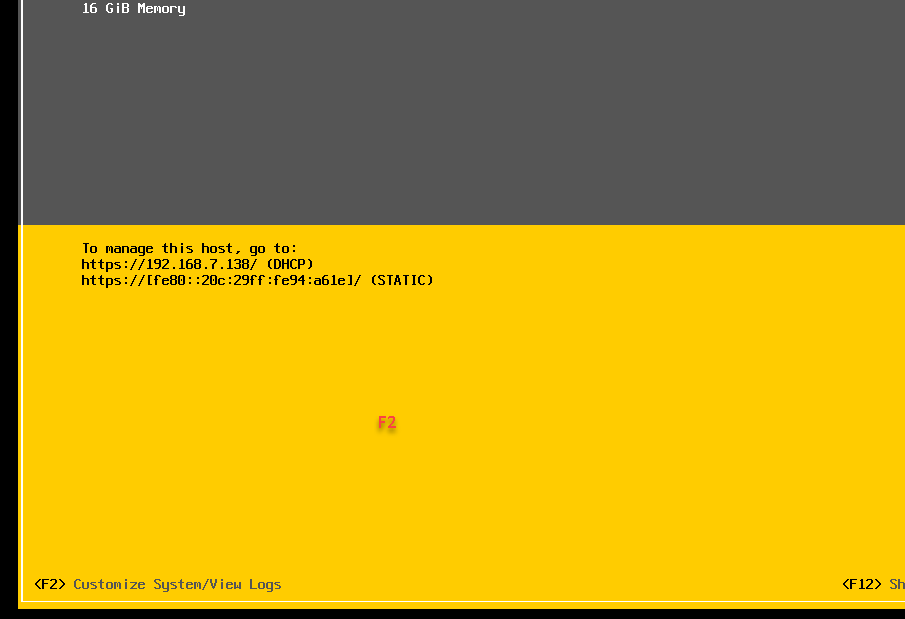 16 GiB Memory
To manage this host, go to:
https://192.168.7.138/ (DHCP)
https://[fe80::20c:29ff:fe94:a61e]/ (STATIC)
F2
<F2> Customize System/View Logs
<F12> Sh